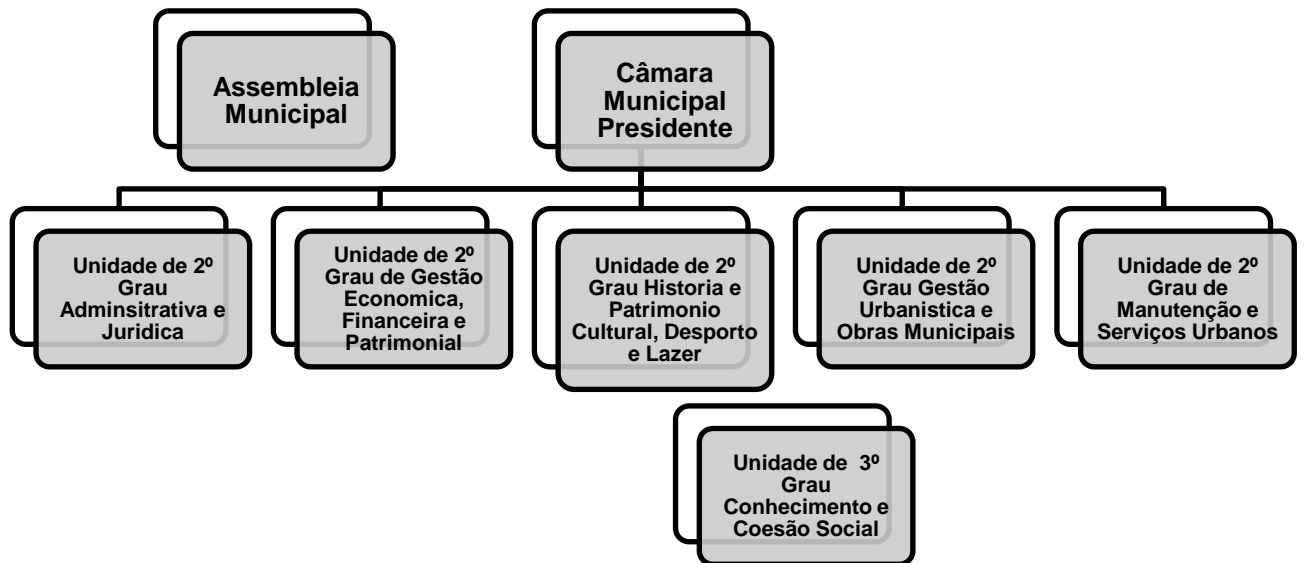 Assembleia
Municipal
Câmara
Municipal
Presidente
Unidade de 2º
Grau
Adminsitrativa e
Juridica
Unidade de 2º
Grau de Gestão
Economica,
Financeira e
Patrimonial
Unidade de 2º
Grau Historia e
Patrimonio
Cultural, Desporto
e Lazer
Unidade de 2º
Grau Gestão
Urbanistica e
Obras Municipais
Unidade de 2º
Grau de
Manutenção e
Serviços Urbanos
Unidade de 3º
Grau
Conhecimento e
Coesão Social